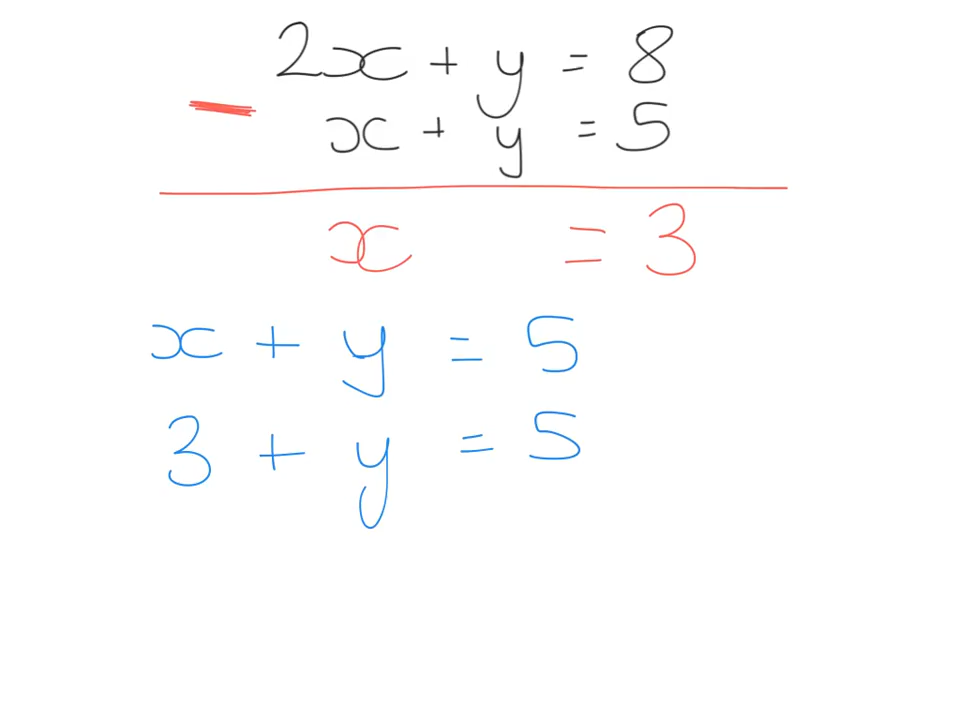 2x + y = 8
− x + y = 5
x = 3
x + y = 5
3 + y = 5